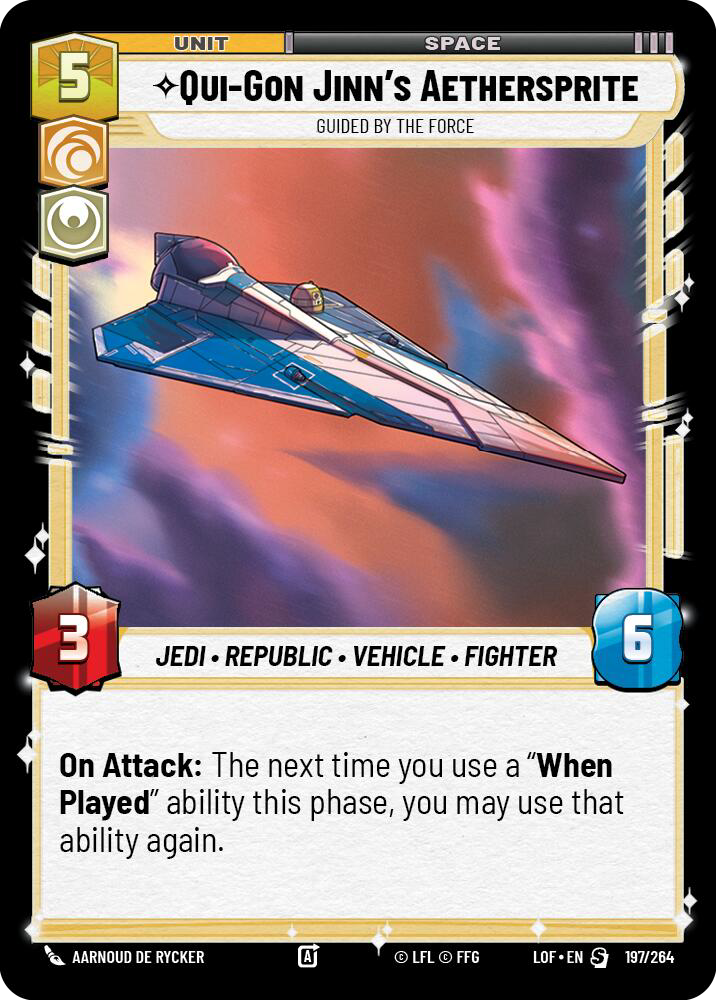 UNIT
SPACE
5
✧QUI-GON JINN'S AETHERSPRITE
GUIDED BY THE FORCE
3
JEDI • REPUBLIC • VEHICLE • FIGHTER
6
On Attack: The next time you use a “When
Played” ability this phase, you may use that
ability again.
AARNOUD DE RYCKER
A
© LFL © FFG
LOF • EN
S
197/264